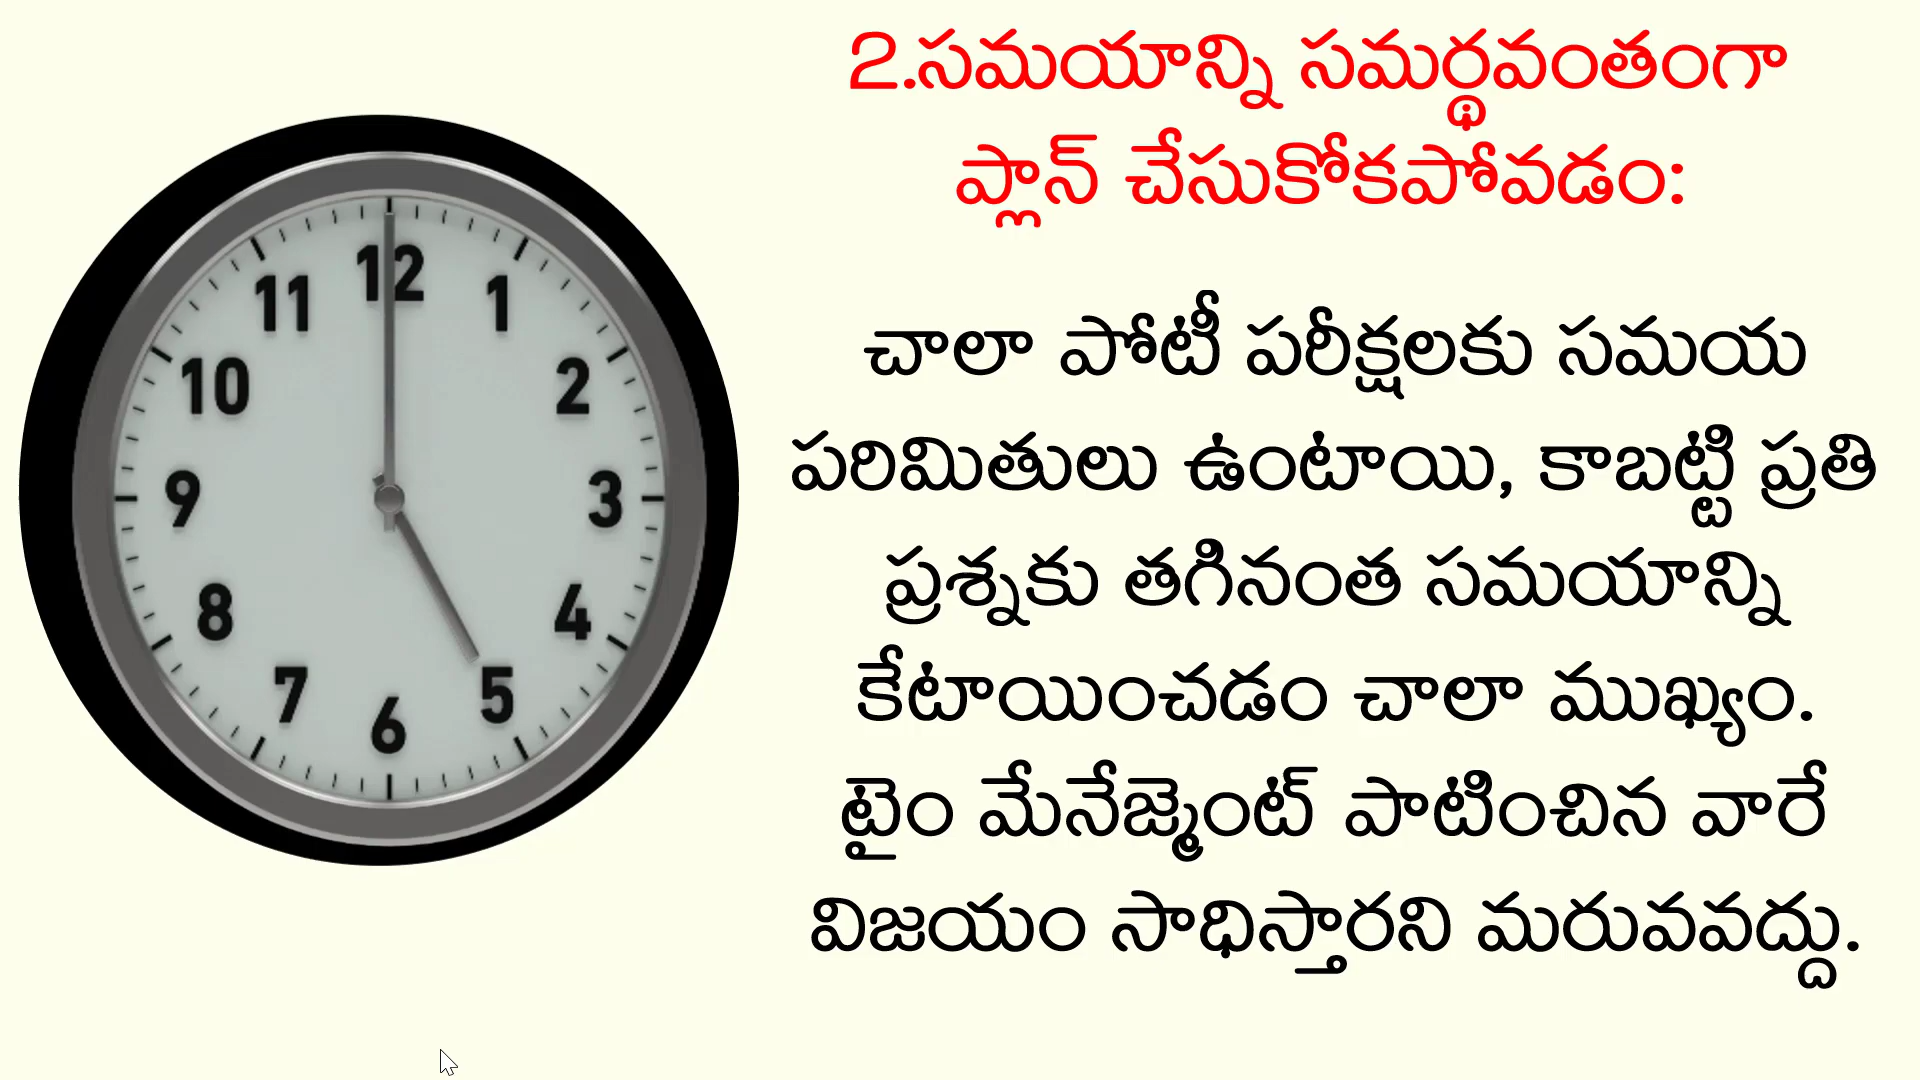 2.సమయాన్ని సమర్థవంతంగా
ప్లాన్ చేసుకోకపోవడం:
చాలా పోటీ పరీక్షలకు సమయ
పరిమితులు ఉంటాయి, కాబట్టి ప్రతి
ప్రశ్నకు తగినంత సమయాన్ని
కేటాయించడం చాలా ముఖ్యం.
టైం మేనేజ్మెంట్ పాటించిన వారే
విజయం సాధిస్తారని మరువవద్దు.
12
1
2
3
4
5
6
7
8
9
10
11